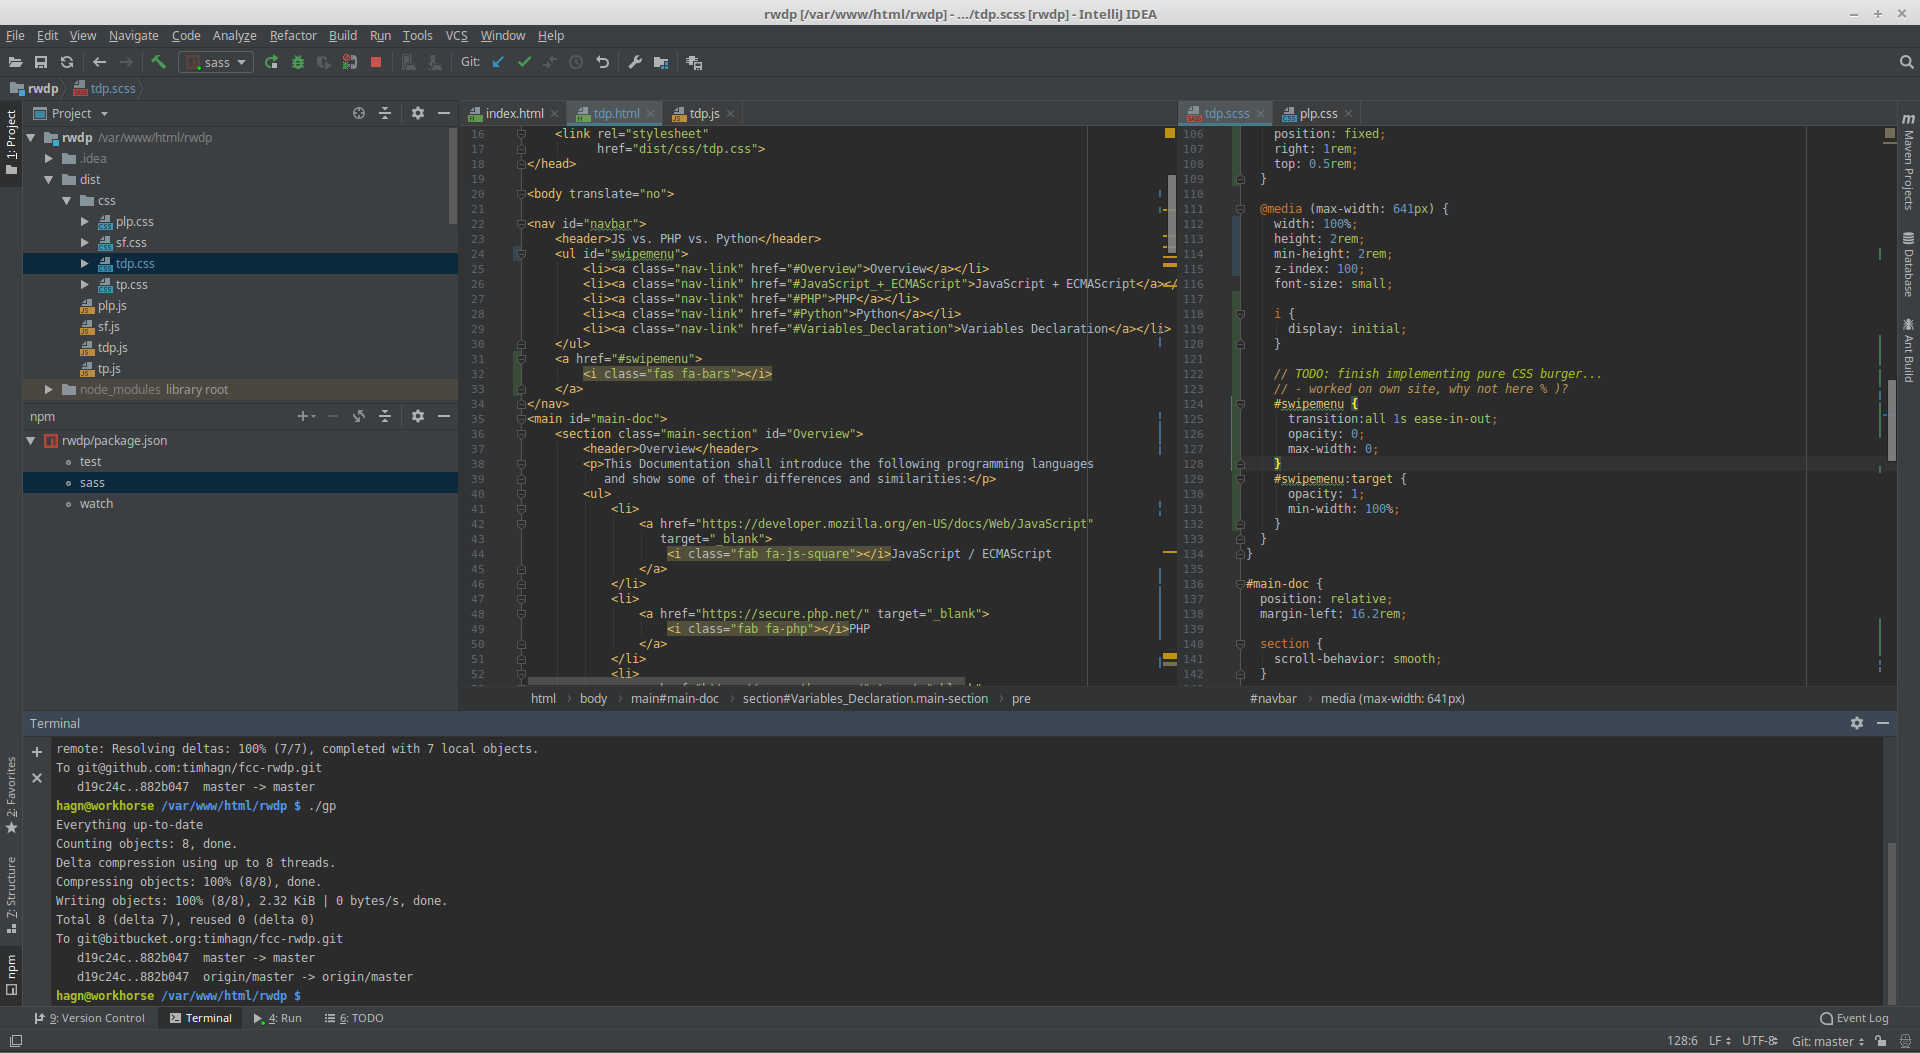 rwdp [/var/www/html/rwdp] - .../tdp.scss [rwdp] - IntelliJ IDEA
File Edit View Navigate Code Analyze Refactor Build Run Tools VCS Window Help
sass Git:
rwdp tdp.scss
1: Project
Project
rwdp /var/www/html/rwdp
.idea
dist
css
plp.css
sf.css
tdp.css
tp.css
plp.js
sf.js
tdp.js
tp.js
node_modules library root
npm
rwdp/package.json
test
sass
watch
index.html tdp.html tdp.js
16 <link rel="stylesheet"
17 href="dist/css/tdp.css">
18 </head>
19
20 <body translate="no">
21
22 <nav id="navbar">
23 <header>JS vs. PHP vs. Python</header>
24 <ul id="swipemenu">
25 <li><a class="nav-link" href="#Overview">Overview</a></li>
26 <li><a class="nav-link" href="#JavaScript_+_ECMAScript">JavaScript + ECMAScript</a></
27 <li><a class="nav-link" href="#PHP">PHP</a></li>
28 <li><a class="nav-link" href="#Python">Python</a></li>
29 <li><a class="nav-link" href="#Variables_Declaration">Variables Declaration</a></li>
30 </ul>
31 <a href="#swipemenu">
32 <i class="fas fa-bars"></i>
33 </a>
34 </nav>
35 <main id="main-doc">
36 <section class="main-section" id="Overview">
37 <header>Overview</header>
38 <p>This Documentation shall introduce the following programming languages
39 and show some of their differences and similarities:</p>
40 <ul>
41 <li>
42 <a href="https://developer.mozilla.org/en-US/docs/Web/JavaScript"
43 target="_blank">
44 <i class="fab fa-js-square"></i>JavaScript / ECMAScript
45 </a>
46 </li>
47 <li>
48 <a href="https://secure.php.net/" target="_blank">
49 <i class="fab fa-php"></i>PHP
50 </a>
51 </li>
52 <li>
html body main#main-doc section#Variables_Declaration.main-section pre
tdp.scss plp.css
106 position: fixed;
107 right: 1rem;
108 top: 0.5rem;
109 }
110
111 @media (max-width: 641px) {
112 width: 100%;
113 height: 2rem;
114 min-height: 2rem;
115 z-index: 100;
116 font-size: small;
117
118 i {
119 display: initial;
120 }
121
122 // TODO: finish implementing pure CSS burger...
123 // - worked on own site, why not here % )?
124 #swipemenu {
125 transition:all 1s ease-in-out;
126 opacity: 0;
127 max-width: 0;
128 }
129 #swipemenu:target {
130 opacity: 1;
131 min-width: 100%;
132 }
133 }
134 }
135
136 #main-doc {
137 position: relative;
138 margin-left: 16.2rem;
139
140 section {
141 scroll-behavior: smooth;
142 }
#navbar media (max-width: 641px)
m Maven Projects
Database
Ant Build
Terminal
remote: Resolving deltas: 100% (7/7), completed with 7 local objects.
To git@github.com:timhagn/fcc-rwdp.git
d19c24c..882b047 master -> master
hagn@workhorse /var/www/html/rwdp $ ./gp
Everything up-to-date
Counting objects: 8, done.
Delta compression using up to 8 threads.
Compressing objects: 100% (8/8), done.
Writing objects: 100% (8/8), 2.32 KiB | 0 bytes/s, done.
Total 8 (delta 7), reused 0 (delta 0)
To git@bitbucket.org:timhagn/fcc-rwdp.git
d19c24c..882b047 master -> master
d19c24c..882b047 origin/master -> origin/master
hagn@workhorse /var/www/html/rwdp $
2: Favorites
7: Structure
npm
9: Version Control Terminal 4: Run 6: TODO Event Log
128:6 LF UTF-8 Git: master